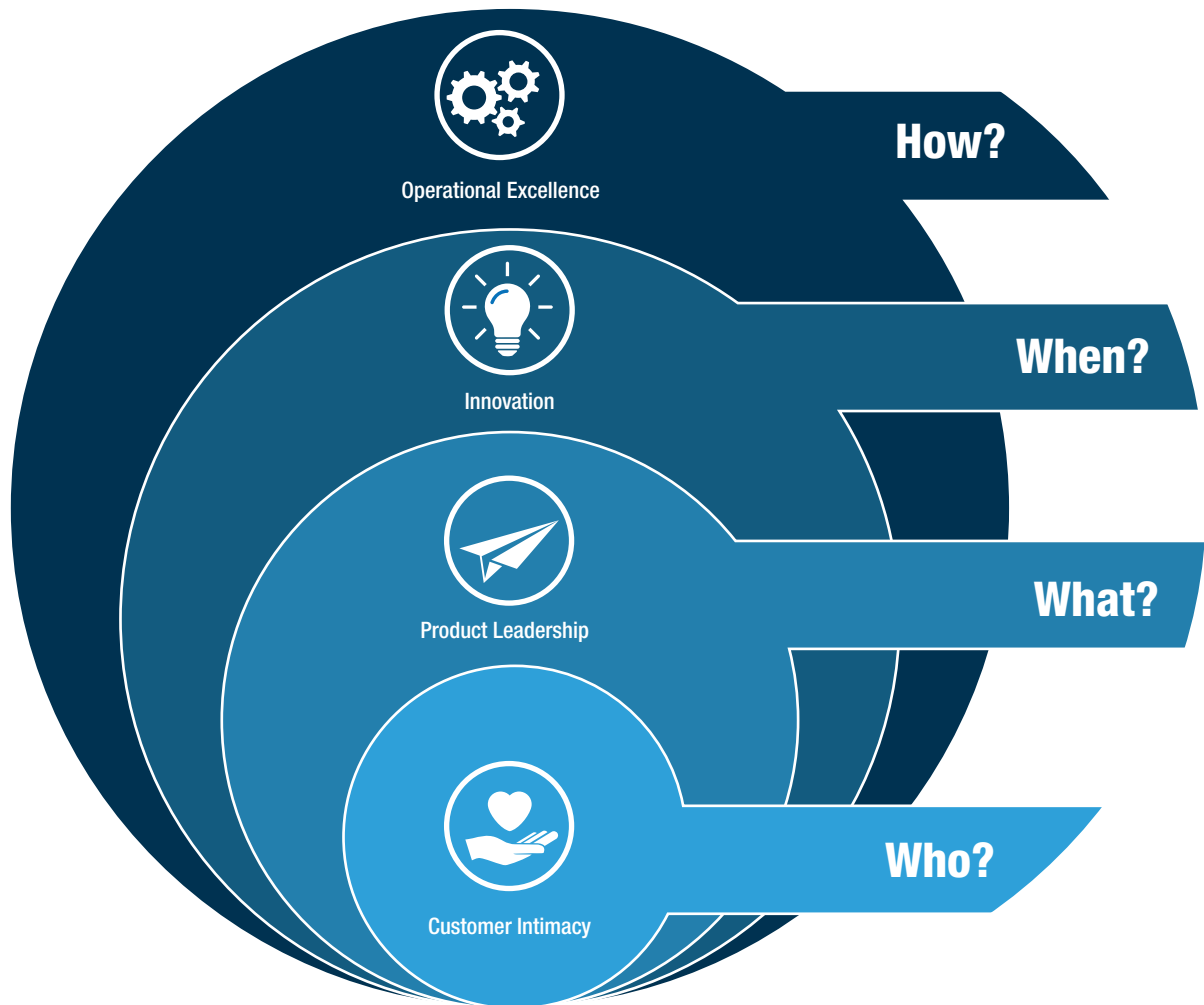 How?
Operational Excellence
When?
Innovation
What?
Product Leadership
Who?
Customer Intimacy